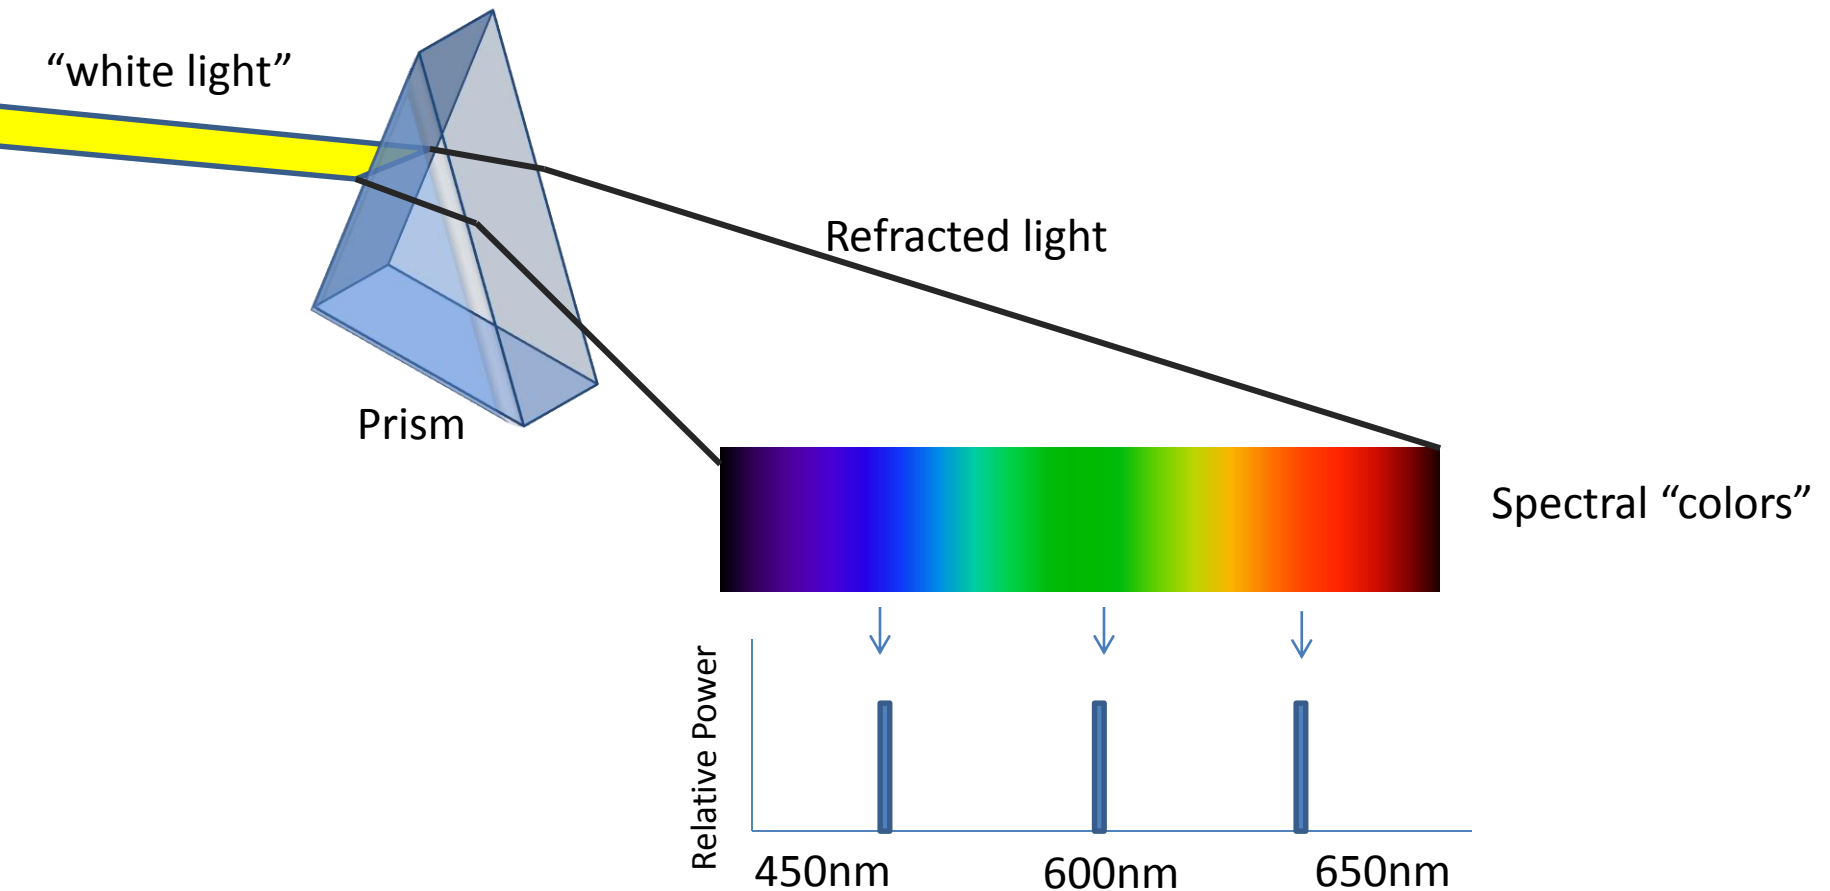 “white light”
Refracted light
Prism
Spectral “colors”
Relative Power
450nm
600nm
650nm